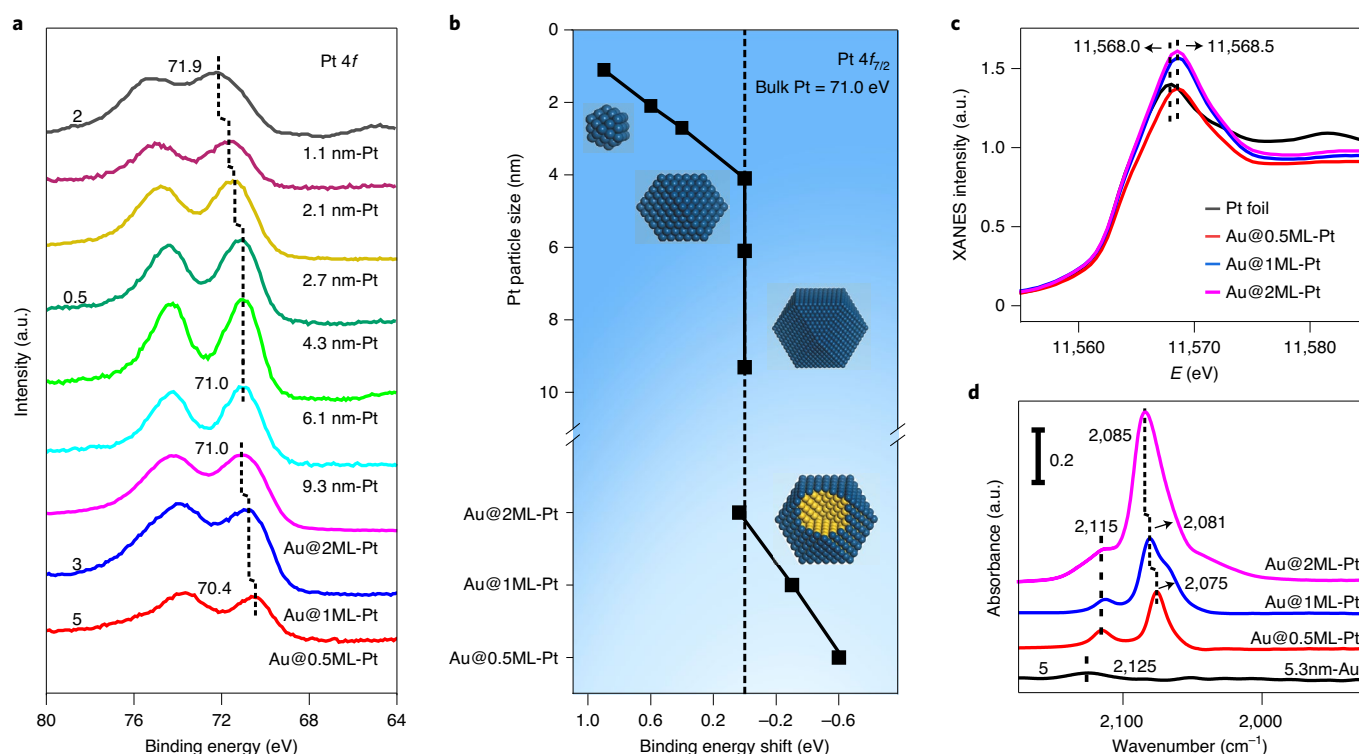 a
Pt 4f
71.9
2
1.1 nm-Pt
2.1 nm-Pt
2.7 nm-Pt
0.5
4.3 nm-Pt
6.1 nm-Pt
71.0
9.3 nm-Pt
71.0
Au@2ML-Pt
3
Au@1ML-Pt
70.4
5
Au@0.5ML-Pt
Intensity (a.u.)
80 76 72 68 64
Binding energy (eV)
b
Pt 4f7/2
Bulk Pt = 71.0 eV
Pt particle size (nm)
0
2
4
6
8
10
Au@2ML-Pt
Au@1ML-Pt
Au@0.5ML-Pt
1.0 0.6 0.2 −0.2 −0.6
Binding energy shift (eV)
c
11,568.0 11,568.5
XANES intensity (a.u.)
1.5
1.0
0.5
0
Pt foil
Au@0.5ML-Pt
Au@1ML-Pt
Au@2ML-Pt
11,560 11,570 11,580
E (eV)
d
2,085
0.2
2,115
2,081
Au@2ML-Pt
2,075
Au@1ML-Pt
Au@0.5ML-Pt
5
2,125
5.3nm-Au
Absorbance (a.u.)
2,100 2,000
Wavenumber (cm⁻¹)